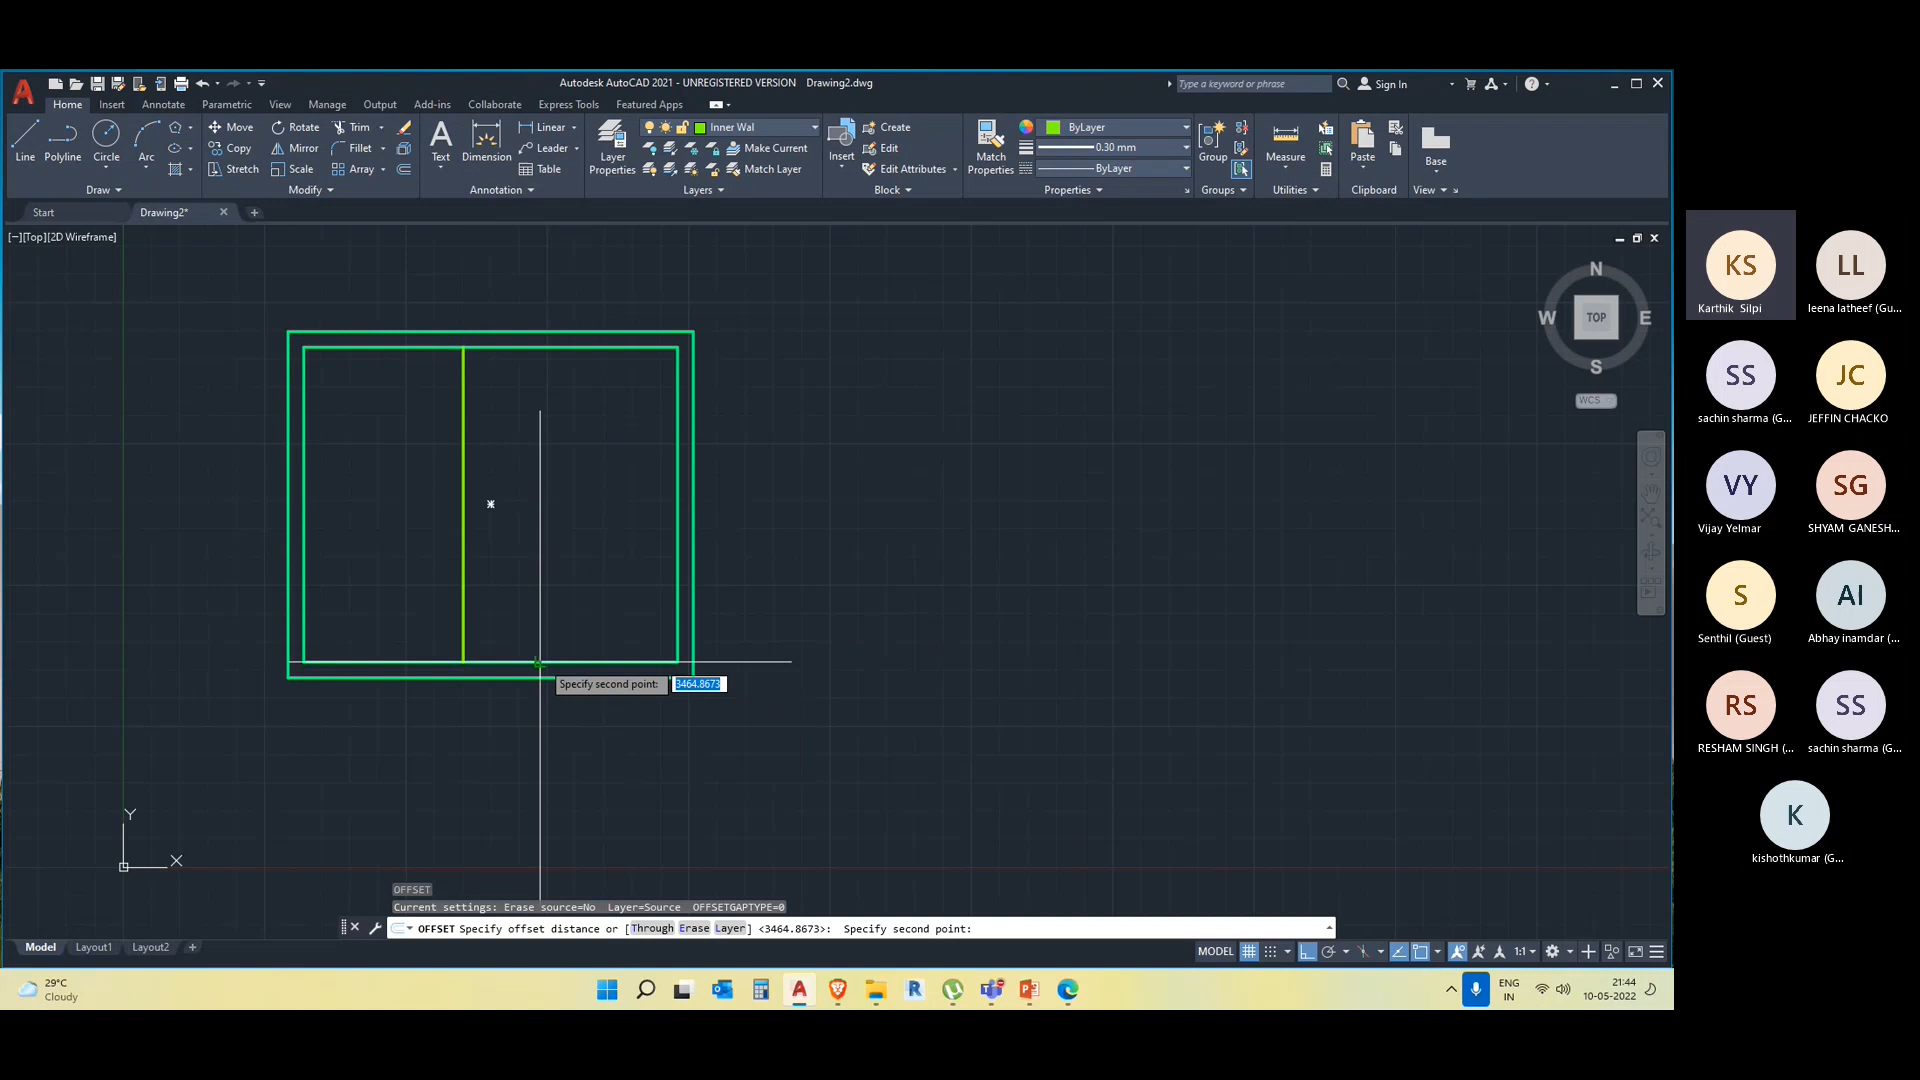 Autodesk AutoCAD 2021 - UNREGISTERED VERSION Drawing2.dwg
Type a keyword or phrase
Sign In
Home Insert Annotate Parametric View Manage Output Add-ins Collaborate Express Tools Featured Apps
Line Polyline Circle Arc
Move Rotate Trim
Copy Mirror Fillet
Stretch Scale Array
Text Dimension
Linear
Leader
Table
Layer Properties
Inner Wal
Make Current
Match Layer
Insert
Create
Edit
Edit Attributes
Match Properties
ByLayer
0.30 mm
ByLayer
Group
Measure
Paste
Base
Draw Modify Annotation Layers Block Properties Groups Utilities Clipboard View
Start Drawing2*
[−][Top][2D Wireframe]
N
W TOP E
S
WCS
Specify second point: 3464.8673
Y
X
OFFSET
Current settings: Erase source=No Layer=Source OFFSETGAPTYPE=0
OFFSET Specify offset distance or [Through Erase Layer] <3464.8673>: Specify second point:
Model Layout1 Layout2
MODEL 1:1
29°C
Cloudy
ENG
IN
21:44
10-05-2022
KS
Karthik Silpi
LL
leena latheef (Gu...
SS
sachin sharma (G...
JC
JEFFIN CHACKO
VY
Vijay Yelmar
SG
SHYAM GANESH...
S
Senthil (Guest)
AI
Abhay inamdar (...
RS
RESHAM SINGH (...
SS
sachin sharma (G...
K
kishothkumar (G...